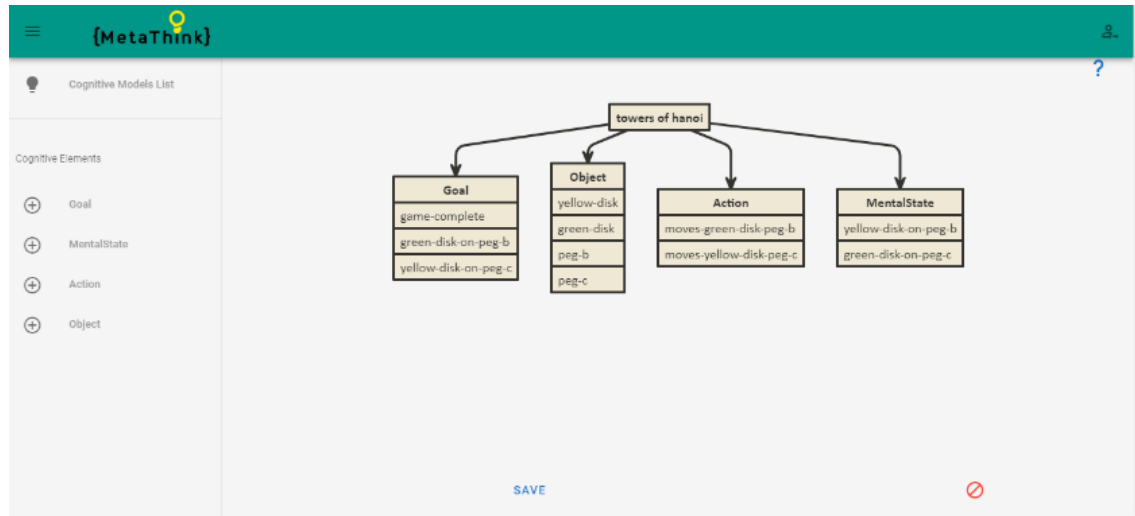 {MetaThink}
?
Cognitive Models List
Cognitive Elements
Goal
MentalState
Action
Object
towers of hanoi
Goal
game-complete
green-disk-on-peg-b
yellow-disk-on-peg-c
Object
yellow-disk
green-disk
peg-b
peg-c
Action
moves-green-disk-peg-b
moves-yellow-disk-peg-c
MentalState
yellow-disk-on-peg-b
green-disk-on-peg-c
SAVE